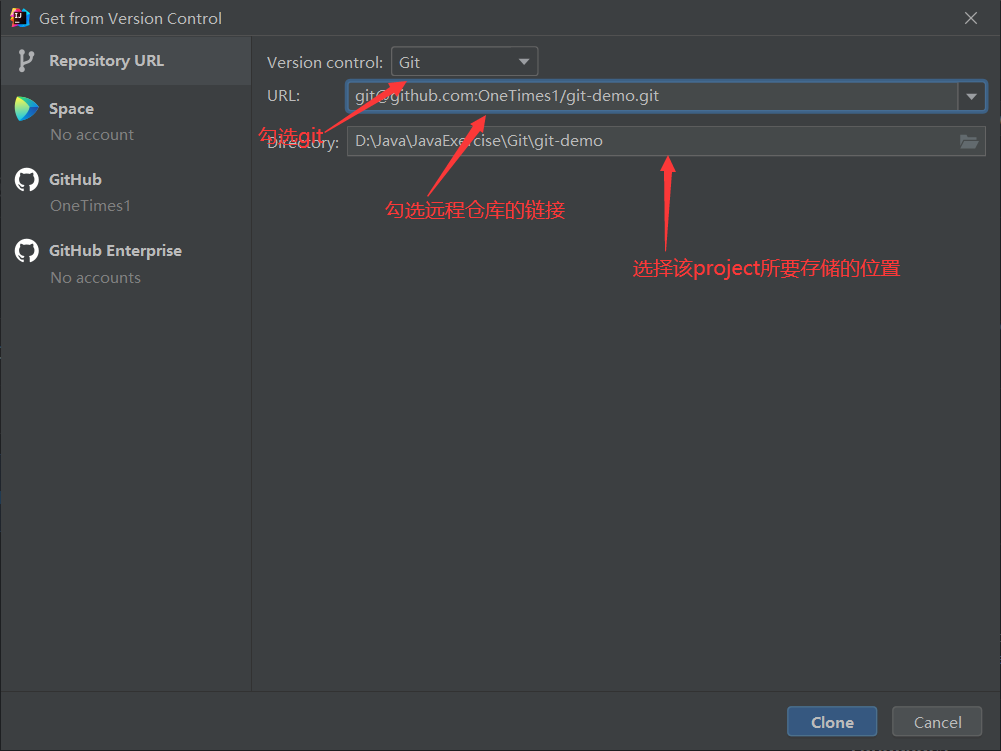 Get from Version Control
Repository URL
Space
No account
GitHub
OneTimes1
GitHub Enterprise
No accounts
Version control: Git
URL: git@github.com:OneTimes1/git-demo.git
勾选git
Directory: D:\Java\JavaExercise\Git\git-demo
勾选远程仓库的链接
选择该project所要存储的位置
Clone
Cancel